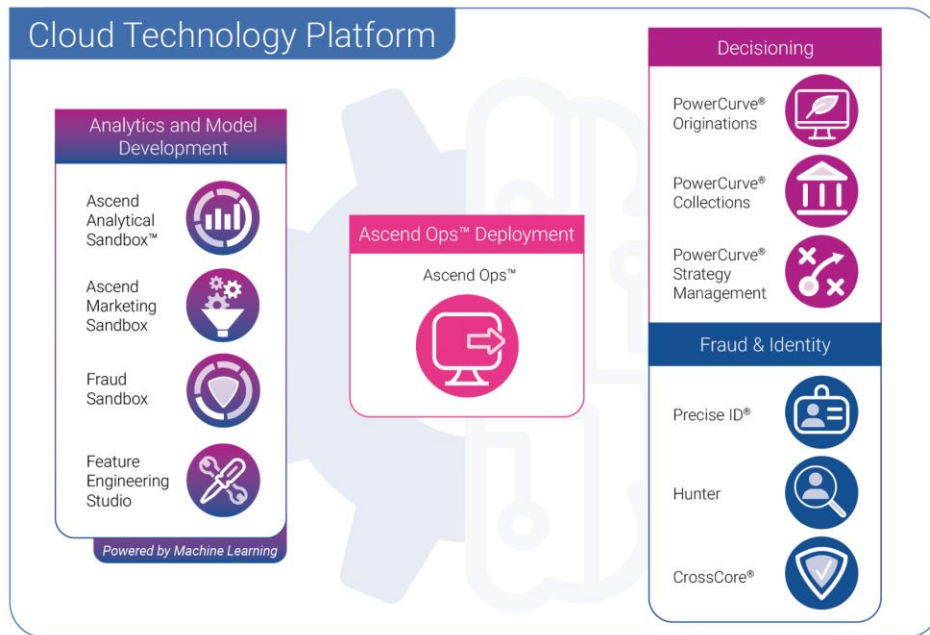 Cloud Technology Platform
Analytics and Model
Development
Ascend
Analytical
Sandbox™
Ascend
Marketing
Sandbox
Fraud
Sandbox
Feature
Engineering
Studio
Powered by Machine Learning
Ascend Ops™ Deployment
Ascend Ops™
Decisioning
PowerCurve®
Originations
PowerCurve®
Collections
PowerCurve®
Strategy
Management
Fraud & Identity
Precise ID®
Hunter
CrossCore®